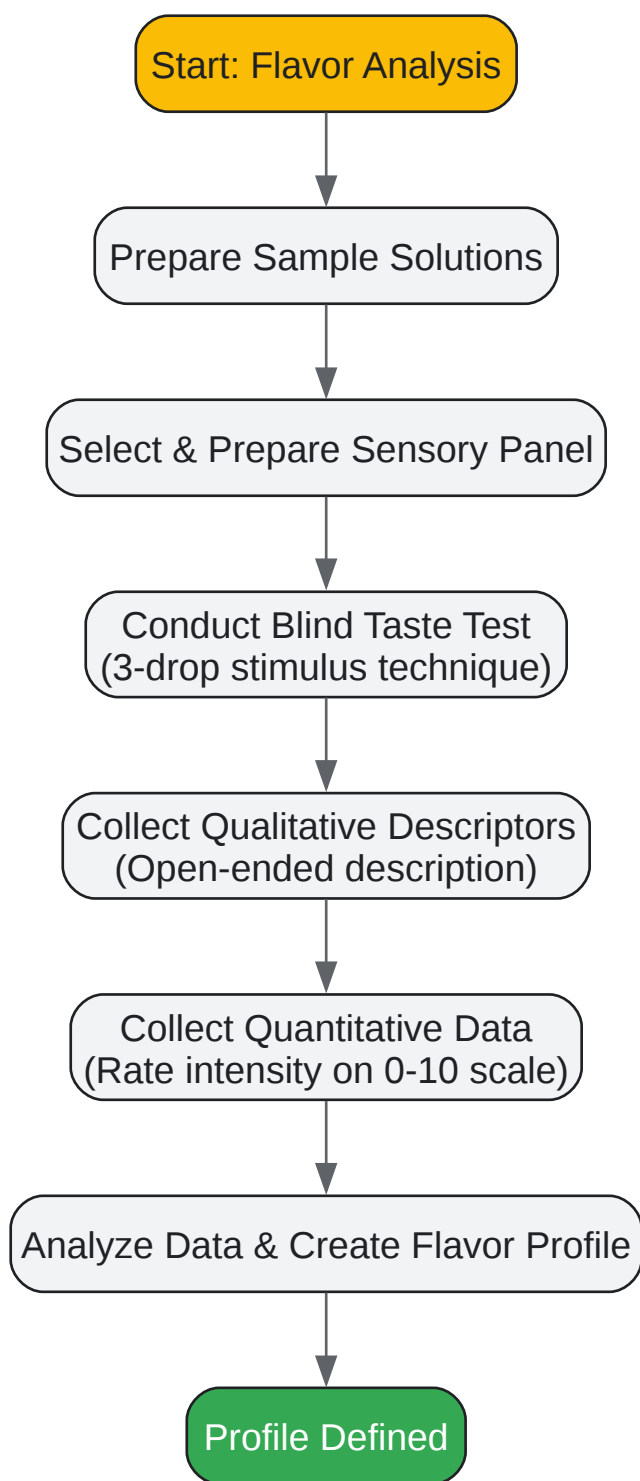 Start: Flavor Analysis
Prepare Sample Solutions
Select & Prepare Sensory Panel
Conduct Blind Taste Test
(3-drop stimulus technique)
Collect Qualitative Descriptors
(Open-ended description)
Collect Quantitative Data
(Rate intensity on 0-10 scale)
Analyze Data & Create Flavor Profile
Profile Defined